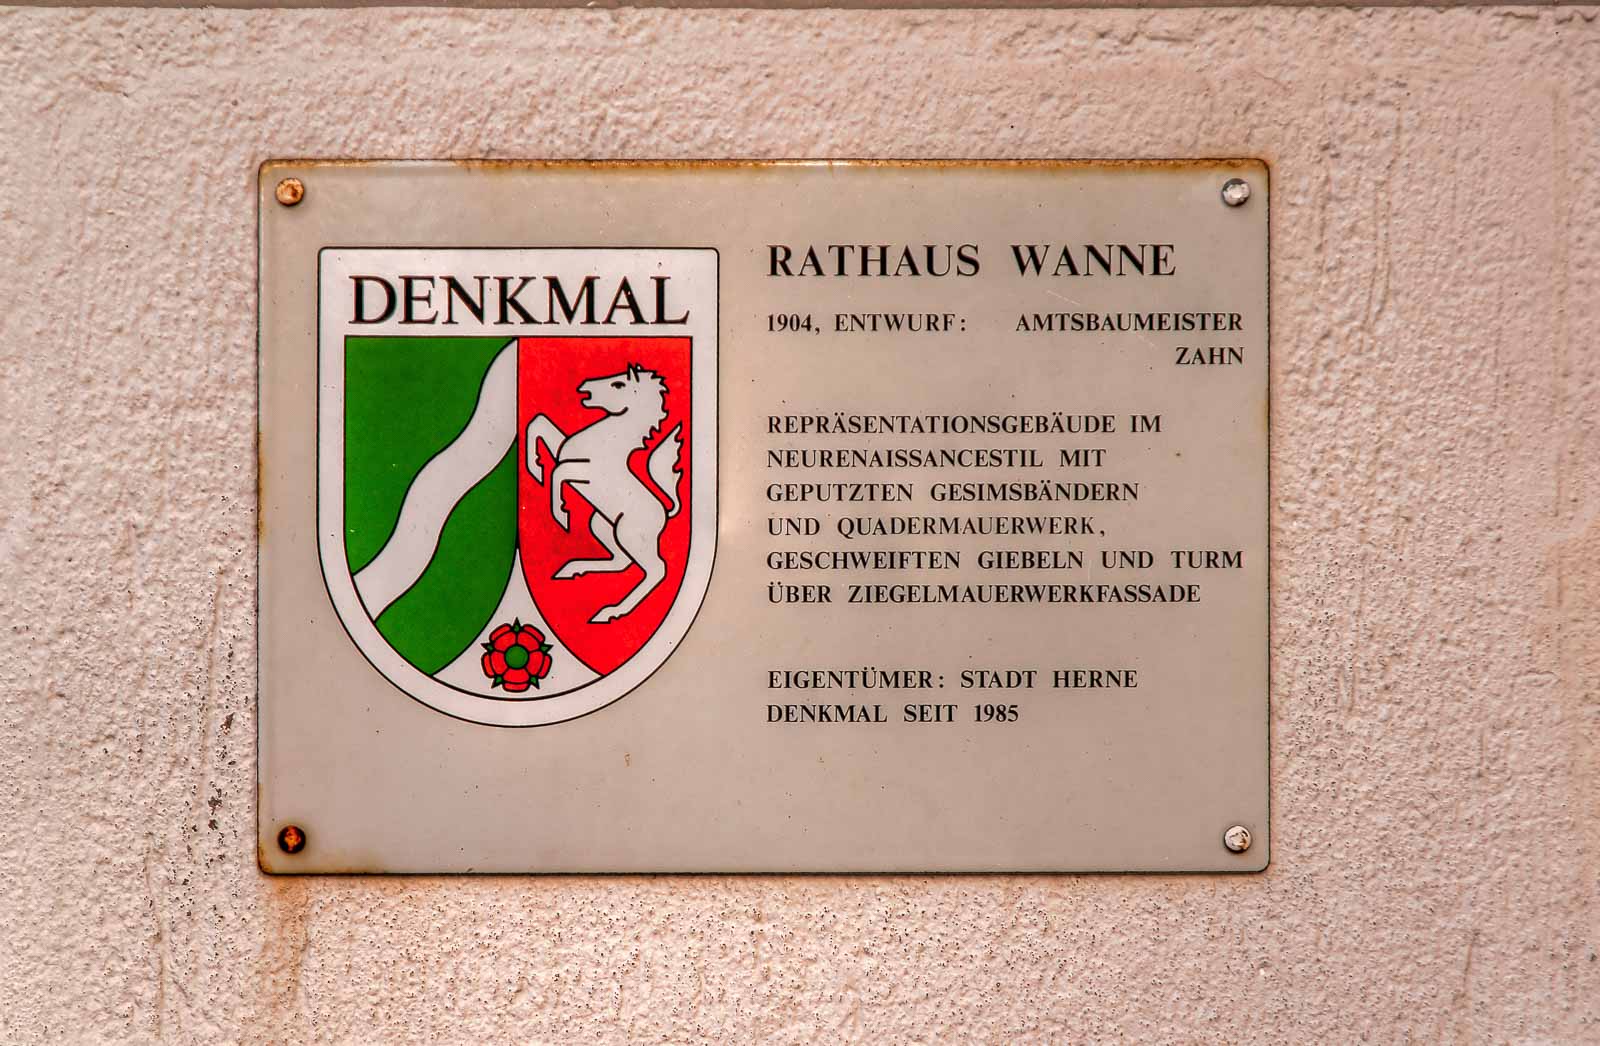 DENKMAL
RATHAUS WANNE
1904, ENTWURF: AMTSBAUMEISTER
ZAHN
REPRÄSENTATIONSGEBÄUDE IM
NEURENAISSANCESTIL MIT
GEPUTZTEN GESIMSBÄNDERN
UND QUADERMAUERWERK,
GESCHWEIFTEN GIEBELN UND TURM
ÜBER ZIEGELMAUERWERKFASSADE
EIGENTÜMER: STADT HERNE
DENKMAL SEIT 1985